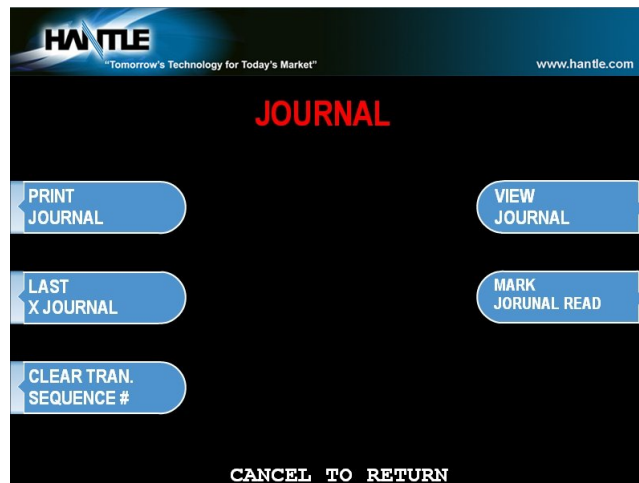 HANTLE
"Tomorrow's Technology for Today's Market"
www.hantle.com
JOURNAL
PRINT
JOURNAL
VIEW
JOURNAL
LAST
X JOURNAL
MARK
JORUNAL READ
CLEAR TRAN.
SEQUENCE #
CANCEL TO RETURN